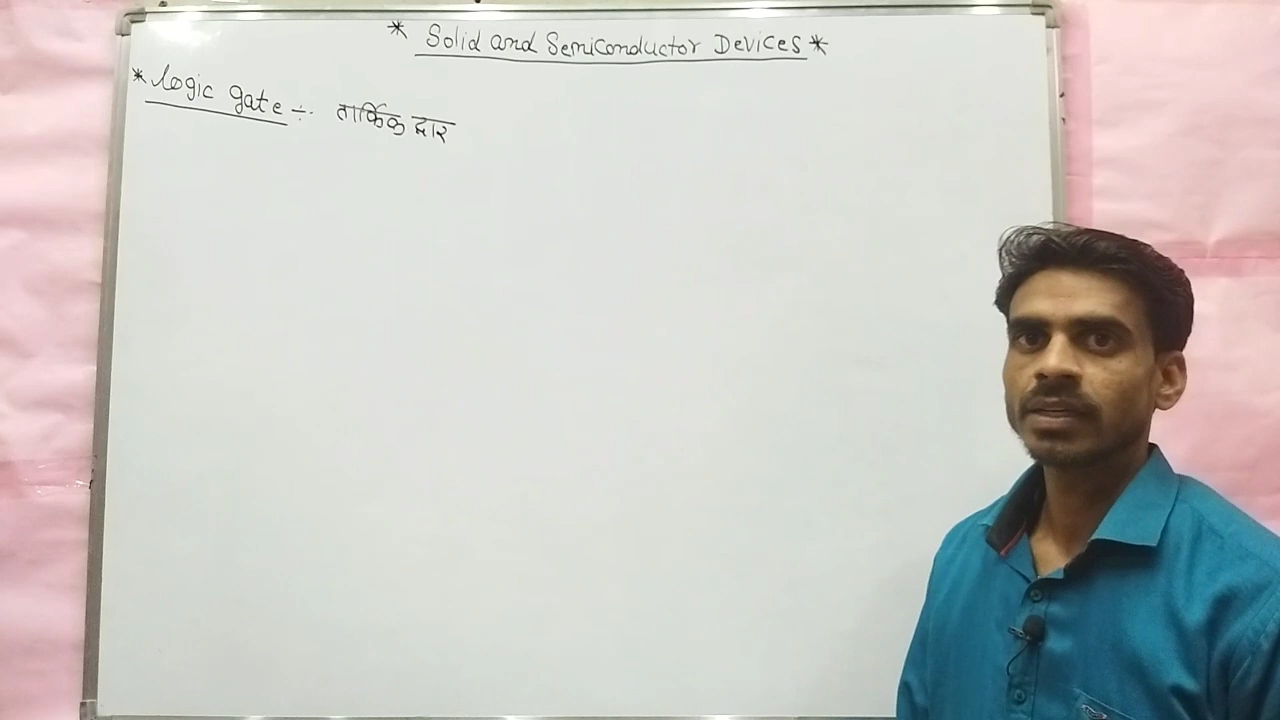 * Solid and Semiconductor Devices *
* Logic gate ÷ तार्किक द्वार